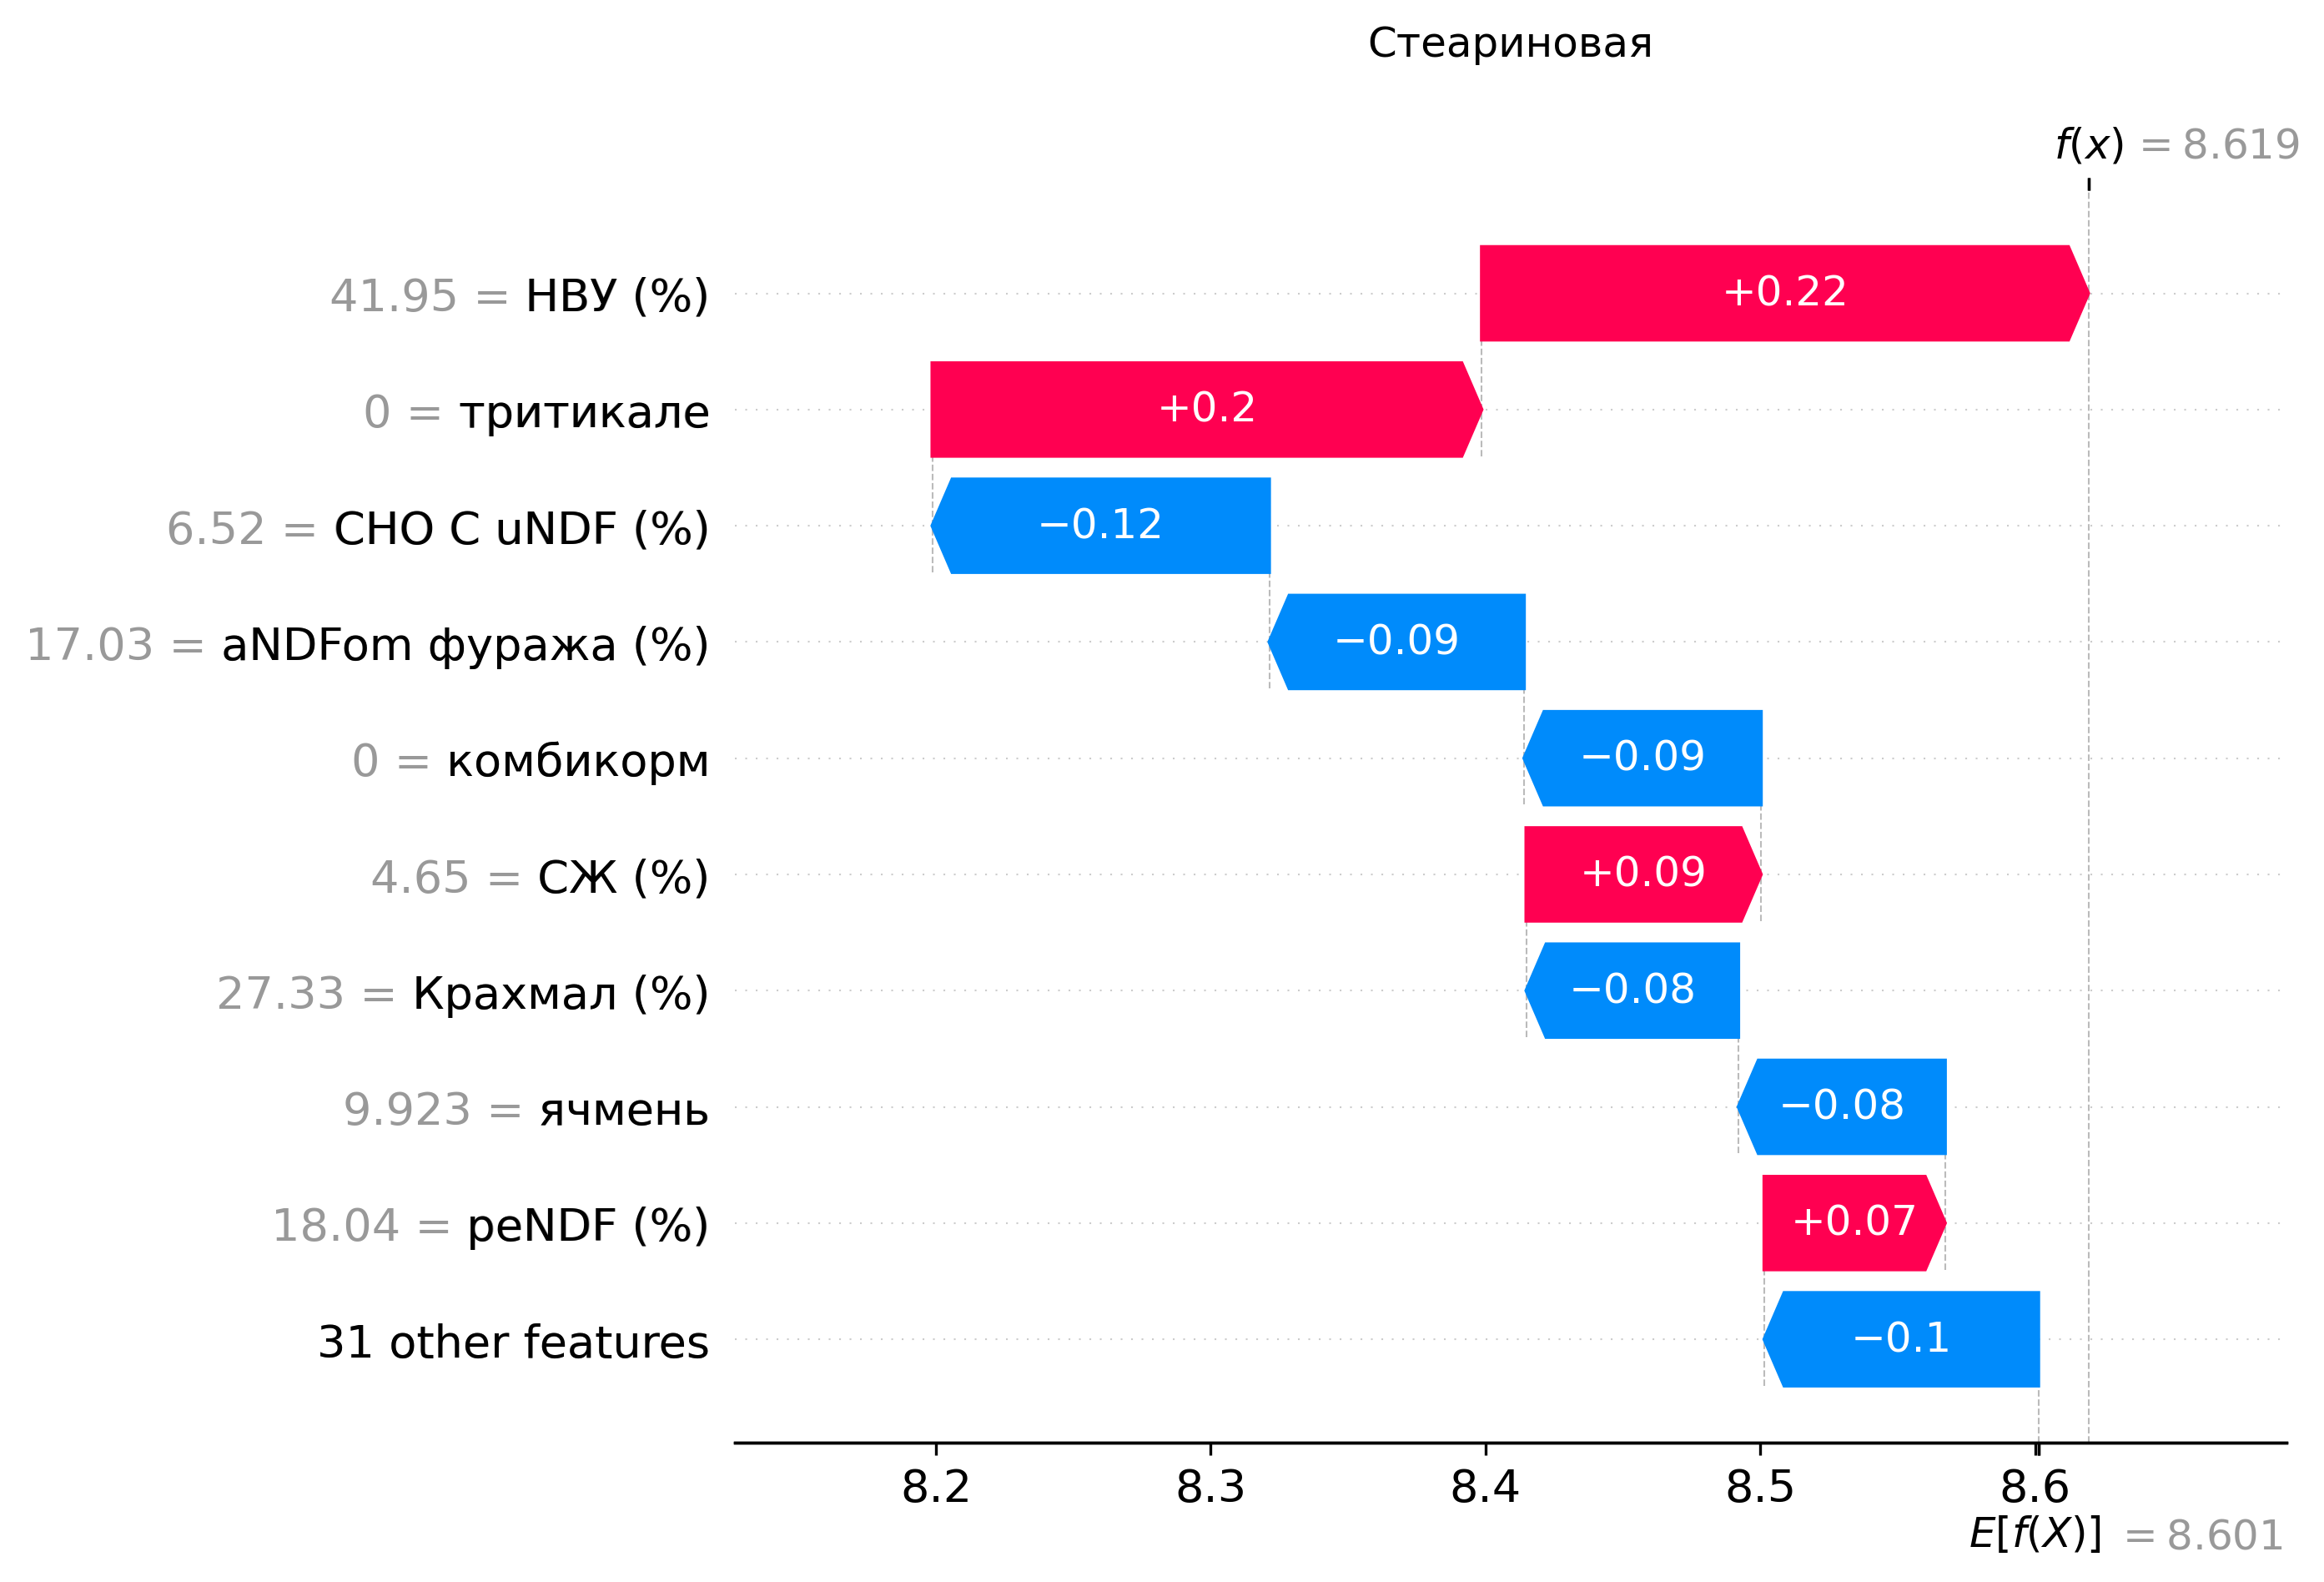 Стеариновая
f(x) = 8.619
41.95 = НВУ (%)
+0.22
0 = тритикале
+0.2
6.52 = CHO C uNDF (%)
−0.12
17.03 = aNDFom фуража (%)
−0.09
0 = комбикорм
−0.09
4.65 = СЖ (%)
+0.09
27.33 = Крахмал (%)
−0.08
9.923 = ячмень
−0.08
18.04 = peNDF (%)
+0.07
31 other features
−0.1
8.2 8.3 8.4 8.5 8.6
E[f(X)] = 8.601